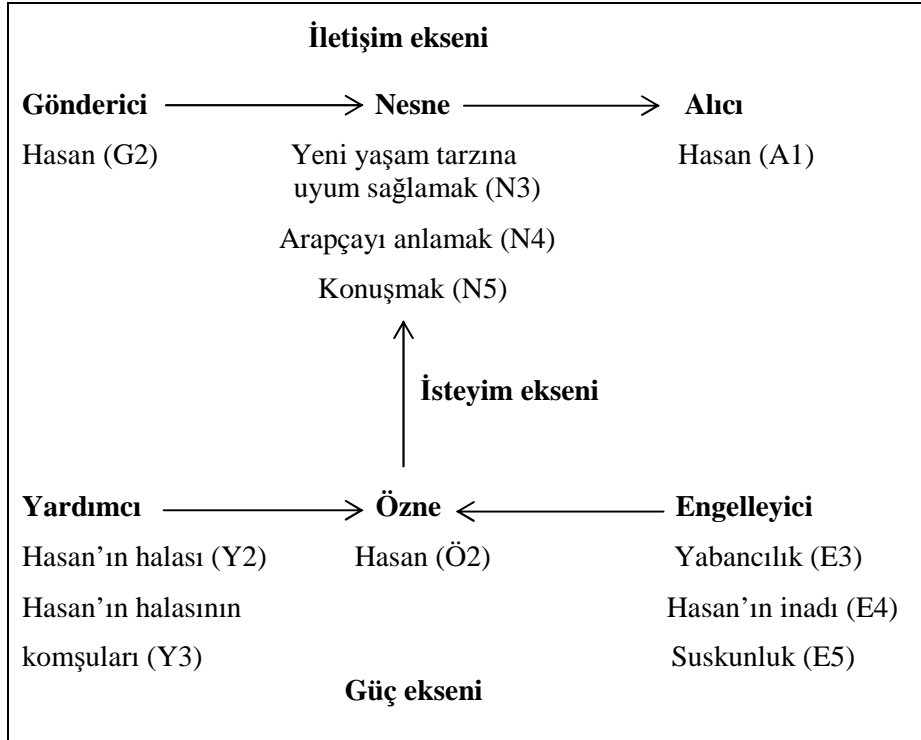 İletişim ekseni
Gönderici Nesne Alıcı
Hasan (G2) Yeni yaşam tarzına Hasan (A1)
uyum sağlamak (N3)
Arapçayı anlamak (N4)
Konuşmak (N5)
İsteyim ekseni
Yardımcı Özne Engelleyici
Hasan’ın halası (Y2) Hasan (Ö2) Yabancılık (E3)
Hasan’ın halasının Hasan’ın inadı (E4)
komşuları (Y3) Suskunluk (E5)
Güç ekseni